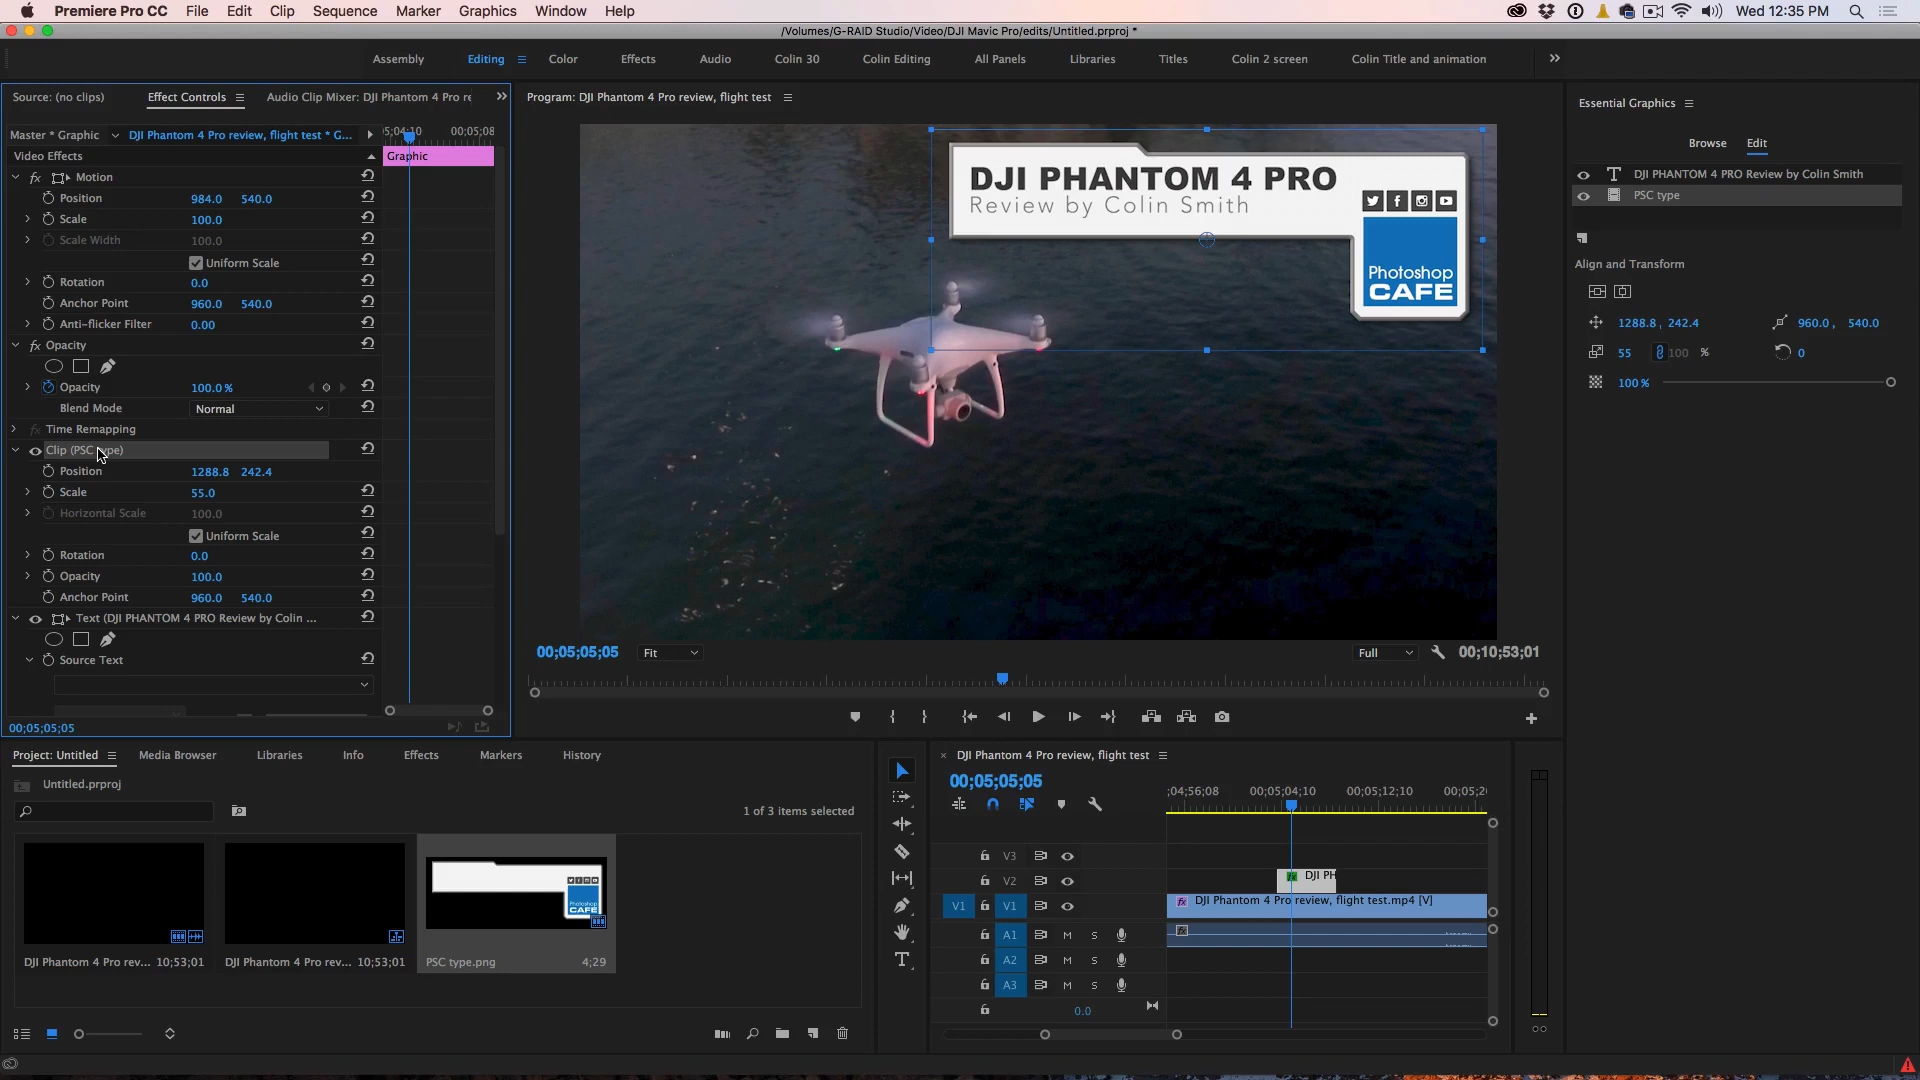 Premiere Pro CC File Edit Clip Sequence Marker Graphics Window Help Wed 12:35 PM
/Volumes/G-RAID Studio/Video/DJI Mavic Pro/edits/Untitled.prproj *
Assembly Editing Color Effects Audio Colin 30 Colin Editing All Panels Libraries Titles Colin 2 screen Colin Title and animation
Source: (no clips) Effect Controls Audio Clip Mixer: DJI Phantom 4 Pro re
Master * Graphic DJI Phantom 4 Pro review, flight test * G... 5;04;10 00;05;08
Video Effects Graphic
Motion
Position 984.0 540.0
Scale 100.0
Scale Width 100.0
Uniform Scale
Rotation 0.0
Anchor Point 960.0 540.0
Anti-flicker Filter 0.00
Opacity
Opacity 100.0 %
Blend Mode Normal
Time Remapping
Clip (PSC type)
Position 1288.8 242.4
Scale 55.0
Horizontal Scale 100.0
Uniform Scale
Rotation 0.0
Opacity 100.0
Anchor Point 960.0 540.0
Text (DJI PHANTOM 4 PRO Review by Colin ...
Source Text
00;05;05;05
Program: DJI Phantom 4 Pro review, flight test
DJI PHANTOM 4 PRO
Review by Colin Smith
Photoshop
CAFE
00;05;05;05 Fit Full 00;10;53;01
Essential Graphics
Browse Edit
DJI PHANTOM 4 PRO Review by Colin Smith
PSC type
Align and Transform
1288.8 , 242.4 960.0 , 540.0
55 100 % 0
100 %
Project: Untitled Media Browser Libraries Info Effects Markers History
Untitled.prproj
1 of 3 items selected
Photoshop
CAFE
DJI Phantom 4 Pro rev... 10;53;01 DJI Phantom 4 Pro rev... 10;53;01 PSC type.png 4;29
DJI Phantom 4 Pro review, flight test
00;05;05;05
;04;56;08 00;05;04;10 00;05;12;10 00;05;20
V3
V2 fx DJI PH
V1 V1 fx DJI Phantom 4 Pro review, flight test.mp4 [V]
A1 M S fx
A2 M S
A3 M S
0.0